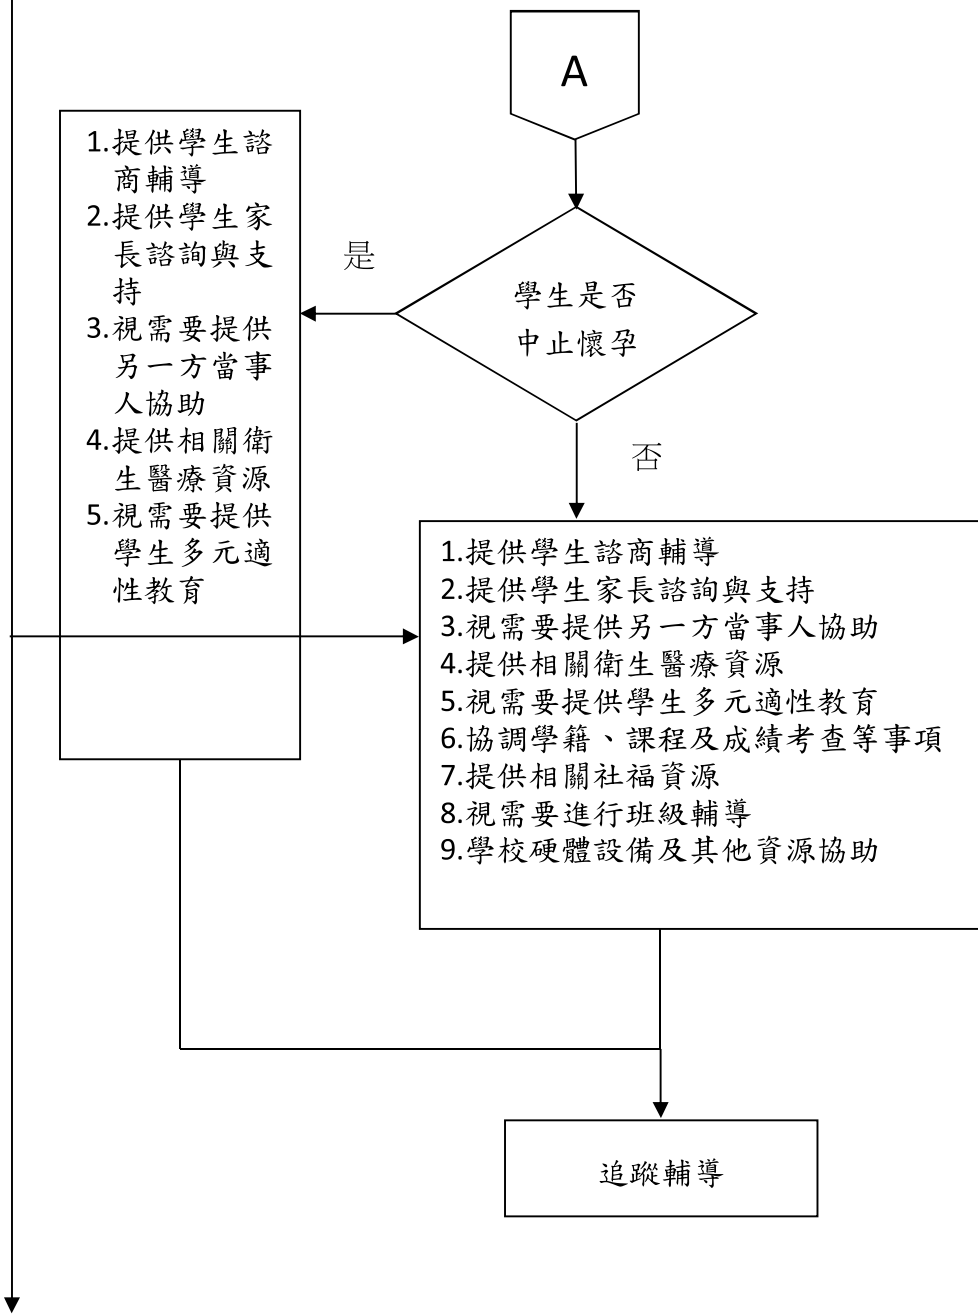 A
學生是否
中止懷孕
是
1.提供學生諮
商輔導
2.提供學生家
長諮詢與支
持
3.視需要提供
另一方當事
人協助
4.提供相關衛
生醫療資源
5.視需要提供
學生多元適
性教育
否
1.提供學生諮商輔導
2.提供學生家長諮詢與支持
3.視需要提供另一方當事人協助
4.提供相關衛生醫療資源
5.視需要提供學生多元適性教育
6.協調學籍、課程及成績考查等事項
7.提供相關社福資源
8.視需要進行班級輔導
9.學校硬體設備及其他資源協助
追蹤輔導